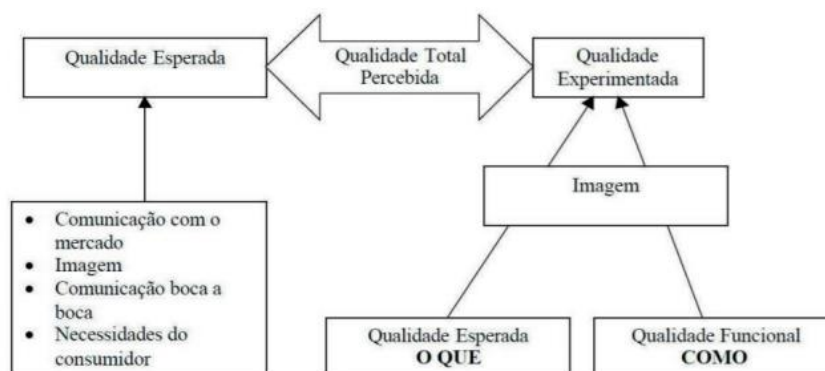 Qualidade Esperada
Qualidade Total
Percebida
Qualidade
Experimentada
Imagem
• Comunicação com o
mercado
• Imagem
• Comunicação boca a
boca
• Necessidades do
consumidor
Qualidade Esperada
O QUE
Qualidade Funcional
COMO